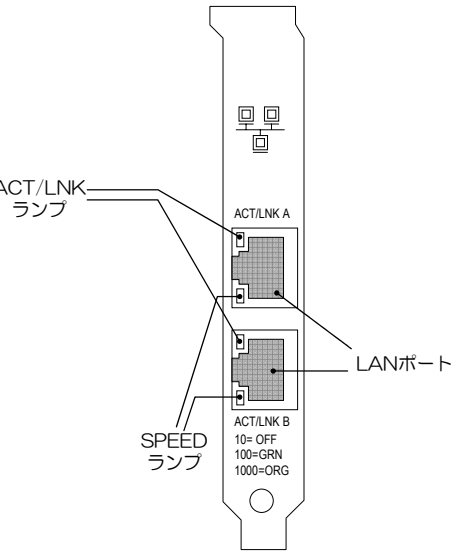 ACT/LNK
ランプ
ACT/LNK A
LANポート
SPEED
ランプ
ACT/LNK B
10= OFF
100=GRN
1000=ORG